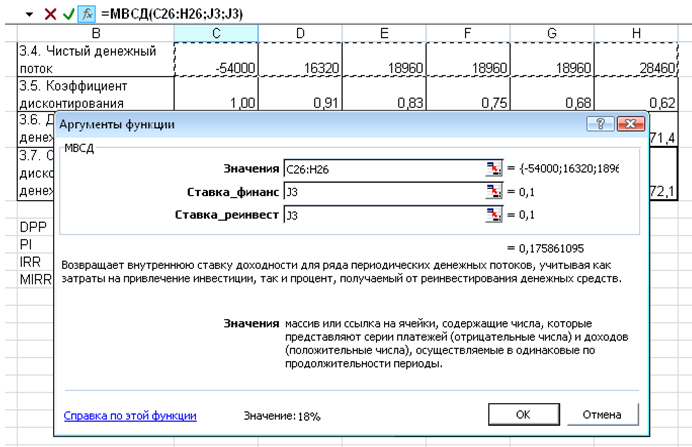 =МВСД(C26:H26;J3;J3)
B C D E F G H
3.4. Чистый денежный
поток -54000 16320 18960 18960 18960 28460
3.5. Коэффициент
дисконтирования 1,00 0,91 0,83 0,75 0,68 0,62
3.6. Д
денеж 71,4
3.7. С
диско
денеж 72,1
DPP
PI
IRR
MIRR
Аргументы функции
МВСД
Значения C26:H26 = {-54000;16320;1896
Ставка_финанс J3 = 0,1
Ставка_реинвест J3 = 0,1
= 0,175861095
Возвращает внутреннюю ставку доходности для ряда периодических денежных потоков, учитывая как
затраты на привлечение инвестиции, так и процент, получаемый от реинвестирования денежных средств.
Значения массив или ссылка на ячейки, содержащие числа, которые
представляют серии платежей (отрицательные числа) и доходов
(положительные числа), осуществляемые в одинаковые по
продолжительности периоды.
Справка по этой функции Значение: 18% ОК Отмена